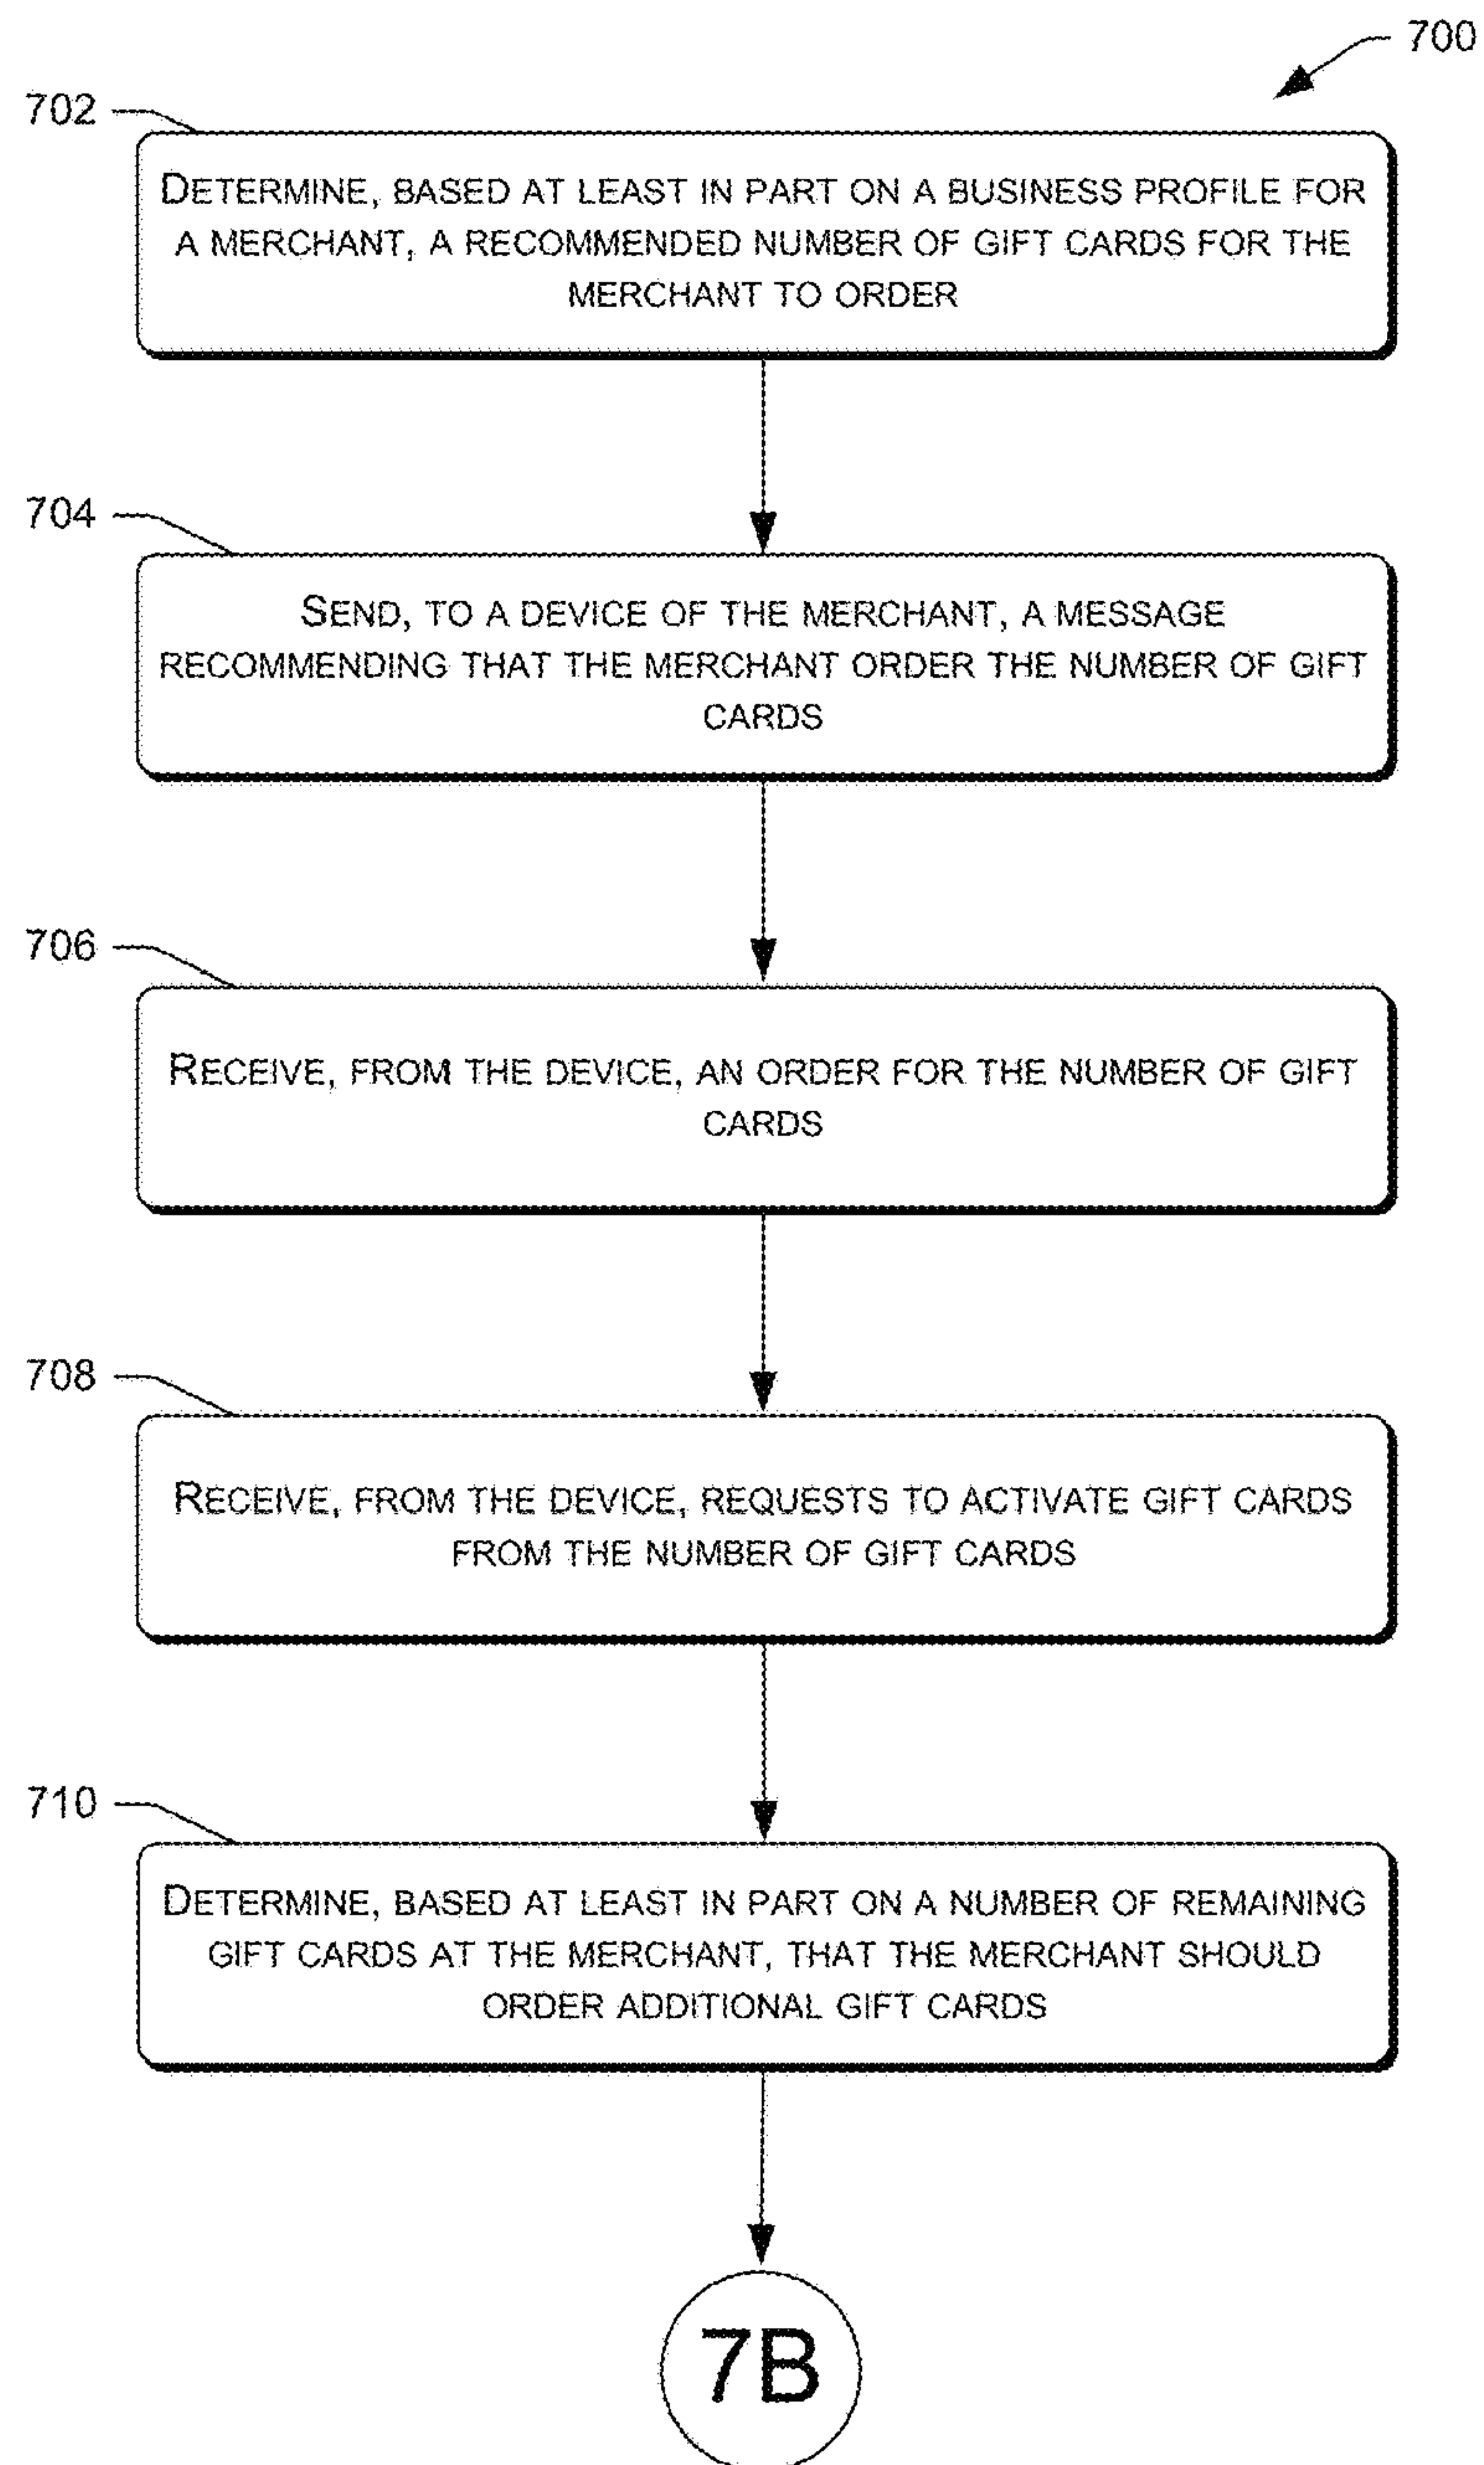 700
702
DETERMINE, BASED AT LEAST IN PART ON A BUSINESS PROFILE FOR
A MERCHANT, A RECOMMENDED NUMBER OF GIFT CARDS FOR THE
MERCHANT TO ORDER
704
SEND, TO A DEVICE OF THE MERCHANT, A MESSAGE
RECOMMENDING THAT THE MERCHANT ORDER THE NUMBER OF GIFT
CARDS
706
RECEIVE, FROM THE DEVICE, AN ORDER FOR THE NUMBER OF GIFT
CARDS
708
RECEIVE, FROM THE DEVICE, REQUESTS TO ACTIVATE GIFT CARDS
FROM THE NUMBER OF GIFT CARDS
710
DETERMINE, BASED AT LEAST IN PART ON A NUMBER OF REMAINING
GIFT CARDS AT THE MERCHANT, THAT THE MERCHANT SHOULD
ORDER ADDITIONAL GIFT CARDS
7B